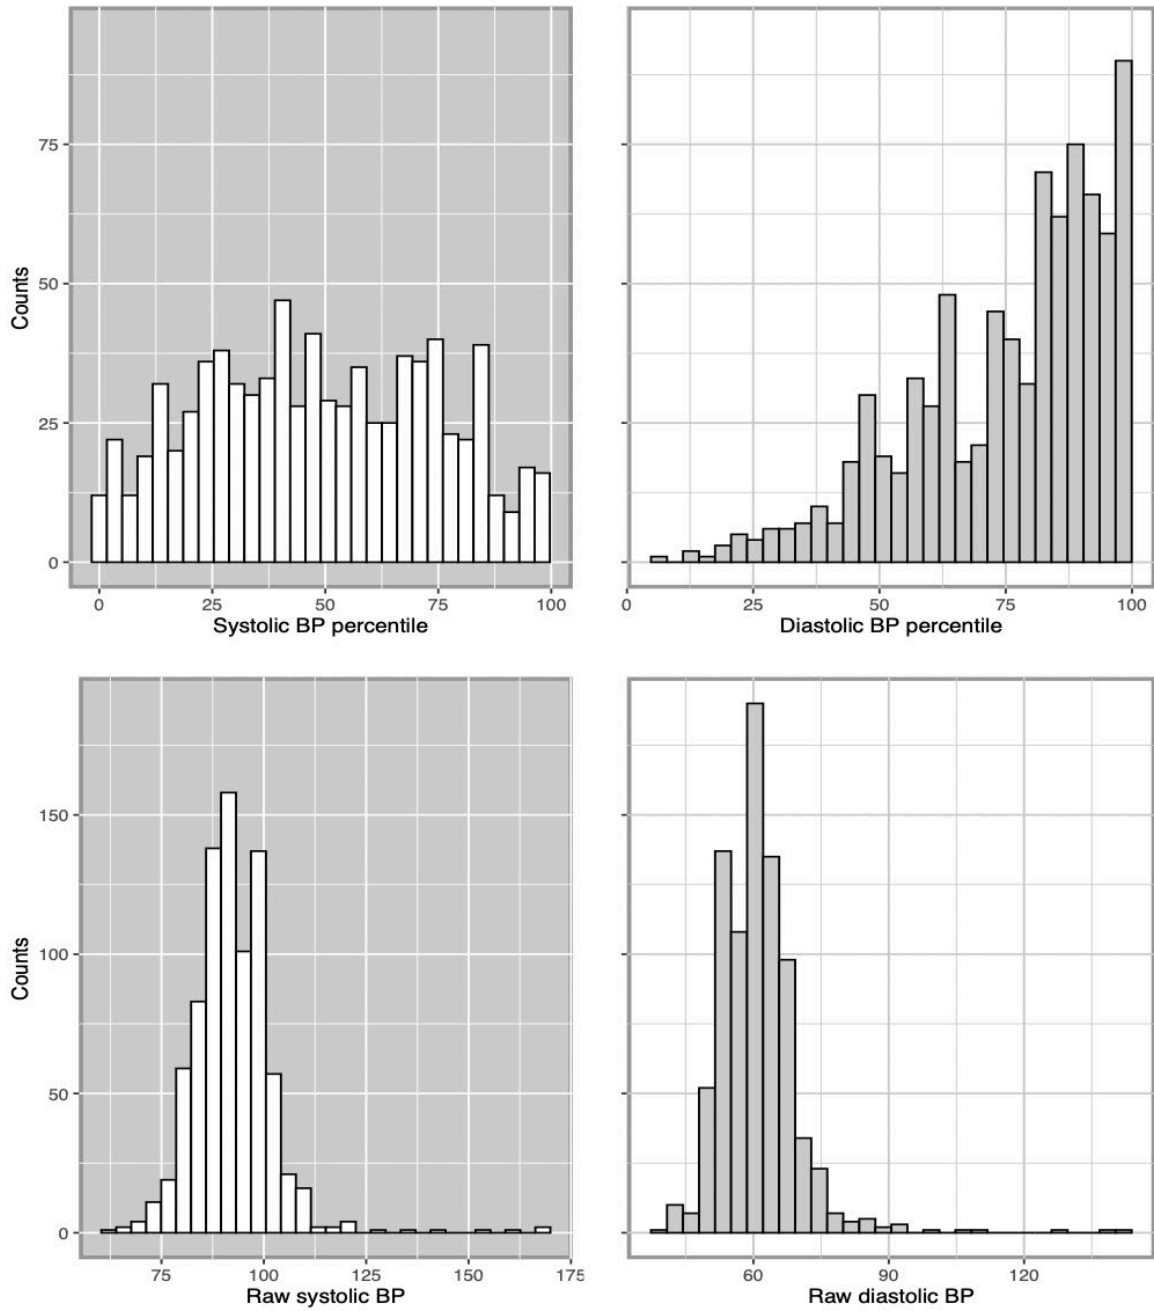 75
50
25
0
Counts
0 25 50 75 100
Systolic BP percentile
0 25 50 75 100
Diastolic BP percentile
150
100
50
0
Counts
75 100 125 150 175
Raw systolic BP
60 90 120
Raw diastolic BP